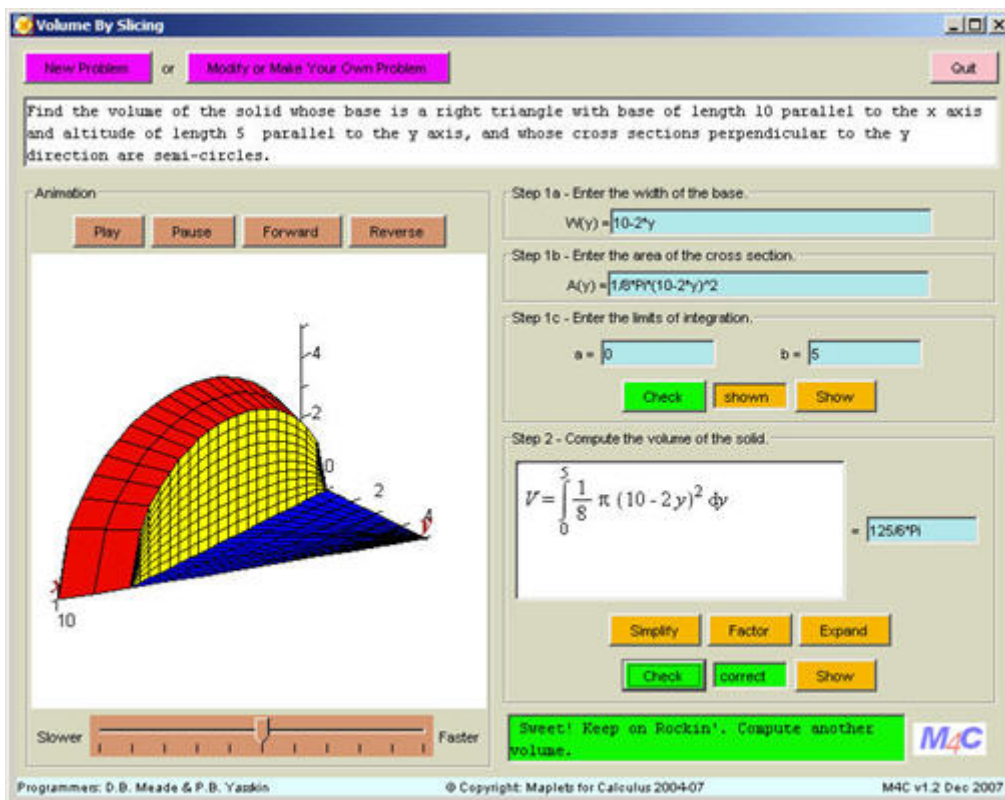 Volume By Slicing
New Problem or Modify or Make Your Own Problem Quit
Find the volume of the solid whose base is a right triangle with base of length 10 parallel to the x axis
and altitude of length 5 parallel to the y axis, and whose cross sections perpendicular to the y
direction are semi-circles.
Animation
Play Pause Forward Reverse
4
2
0
2
4
y
x
10
Slower Faster
Step 1a - Enter the width of the base.
W(y) = 10-2*y
Step 1b - Enter the area of the cross section.
A(y) = 1/8*Pi*(10-2*y)^2
Step 1c - Enter the limits of integration.
a = 0 b = 5
Check shown Show
Step 2 - Compute the volume of the solid.
V = ∫₀⁵ 1/8 π (10 - 2 y)² dy = 125/6*Pi
Simplify Factor Expand
Check correct Show
Sweet! Keep on Rockin'. Compute another
volume.
M4C
Programmers: D.B. Meade & P.B. Yasskin © Copyright: Maplets for Calculus 2004-07 M4C v1.2 Dec 2007